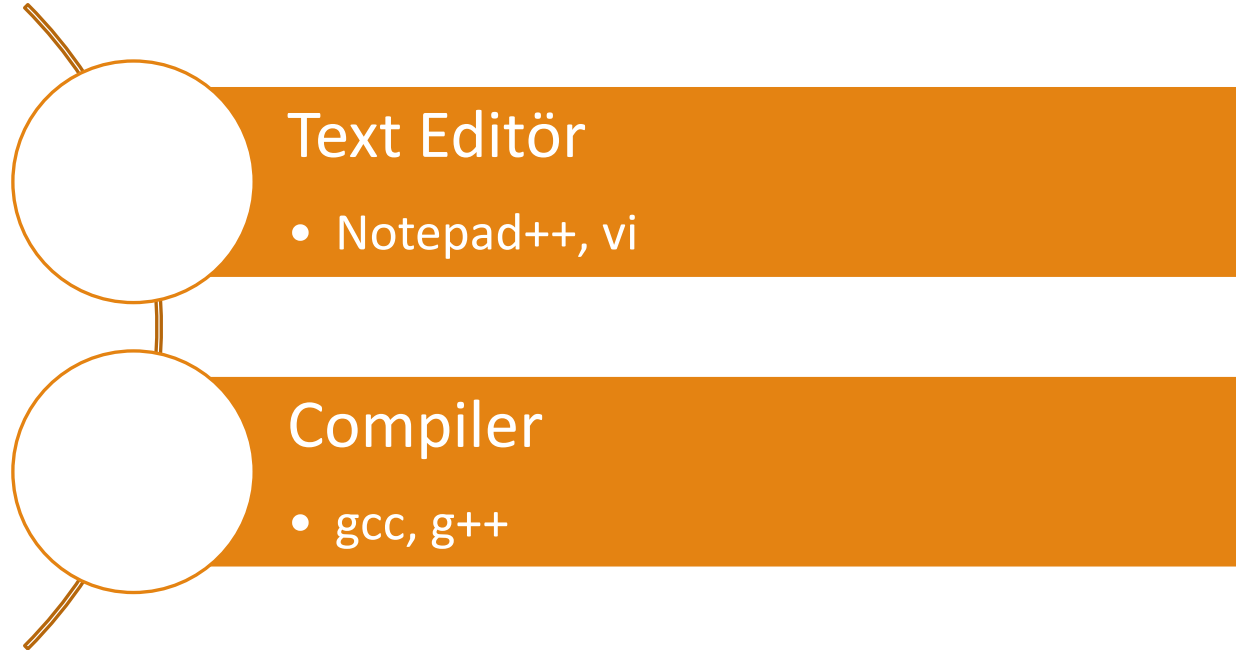 Text Editör
• Notepad++, vi
Compiler
• gcc, g++